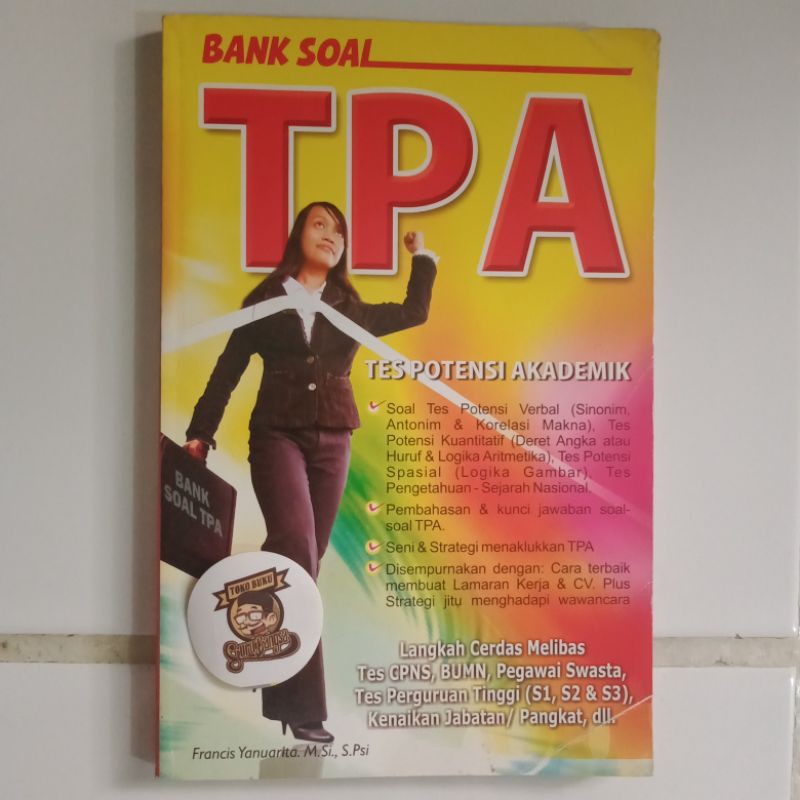 BANK SOAL
TPA
TES POTENSI AKADEMIK
Soal Tes Potensi Verbal (Sinonim,
Antonim & Korelasi Makna), Tes
Potensi Kuantitatif (Deret Angka atau
Huruf & Logika Aritmetika), Tes Potensi
Spasial (Logika Gambar), Tes
Pengetahuan - Sejarah Nasional.
Pembahasan & kunci jawaban soal-
soal TPA.
Seni & Strategi menaklukkan TPA
Disempurnakan dengan: Cara terbaik
membuat Lamaran Kerja & CV. Plus
Strategi jitu menghadapi wawancara
BANK
SOAL TPA
TOKO BUKU
Langkah Cerdas Melibas
Tes CPNS, BUMN, Pegawai Swasta,
Tes Perguruan Tinggi (S1, S2 & S3),
Kenaikan Jabatan/ Pangkat, dll.
Francis Yanuarita. M.Si., S.Psi